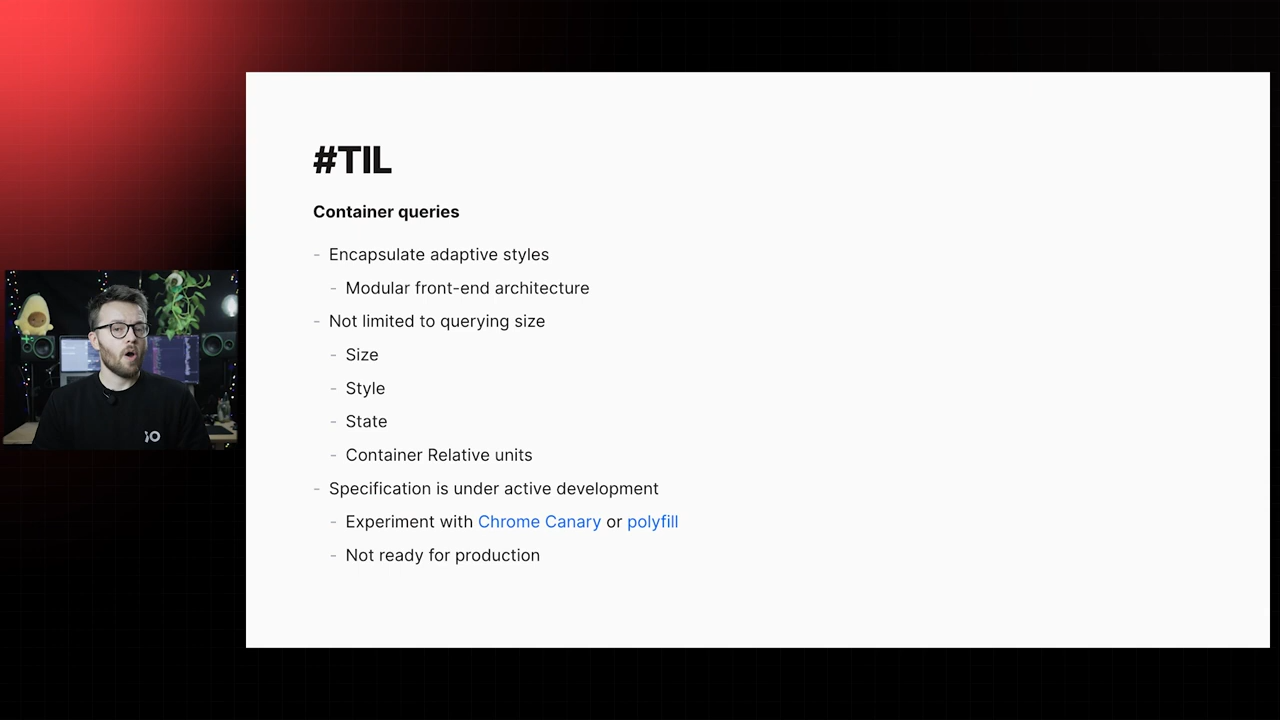 #TIL
Container queries
- Encapsulate adaptive styles
- Modular front-end architecture
- Not limited to querying size
- Size
- Style
- State
- Container Relative units
- Specification is under active development
- Experiment with Chrome Canary or polyfill
- Not ready for production